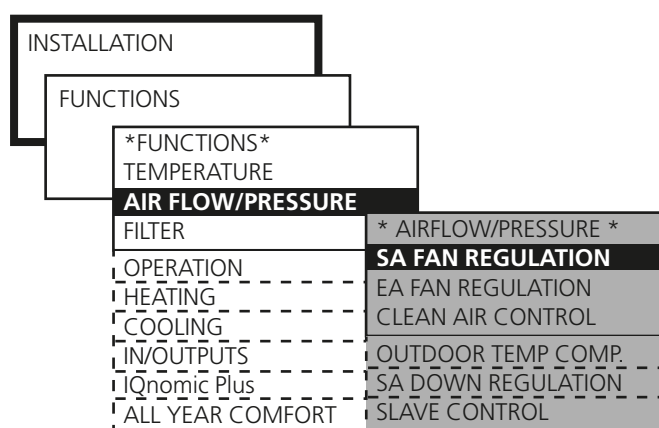 INSTALLATION
FUNCTIONS
*FUNCTIONS*
TEMPERATURE
AIR FLOW/PRESSURE
FILTER
OPERATION
HEATING
COOLING
IN/OUTPUTS
IQnomic Plus
ALL YEAR COMFORT
* AIRFLOW/PRESSURE *
SA FAN REGULATION
EA FAN REGULATION
CLEAN AIR CONTROL
OUTDOOR TEMP COMP.
SA DOWN REGULATION
SLAVE CONTROL